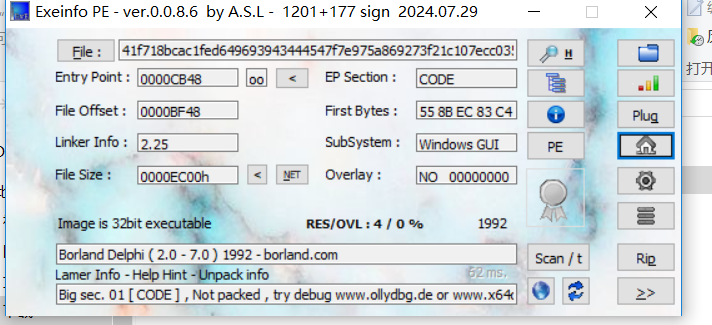 Exeinfo PE - ver.0.0.8.6 by A.S.L - 1201+177 sign 2024.07.29
File : 41f718bcac1fed649693943444547f7e975a869273f21c107ecc03
H
Entry Point : 0000CB48 oo < EP Section : CODE
File Offset : 0000BF48 First Bytes : 55 8B EC 83 C4
Plug
Linker Info : 2.25 SubSystem : Windows GUI PE
File Size : 0000EC00h < NET Overlay : NO 00000000
Image is 32bit executable RES/OVL : 4 / 0 % 1992
Borland Delphi ( 2.0 - 7.0 ) 1992 - borland.com Scan / t Rip
Lamer Info - Help Hint - Unpack info 62 ms.
Big sec. 01 [ CODE ] , Not packed , try debug www.ollydbg.de or www.x64 >>
打开